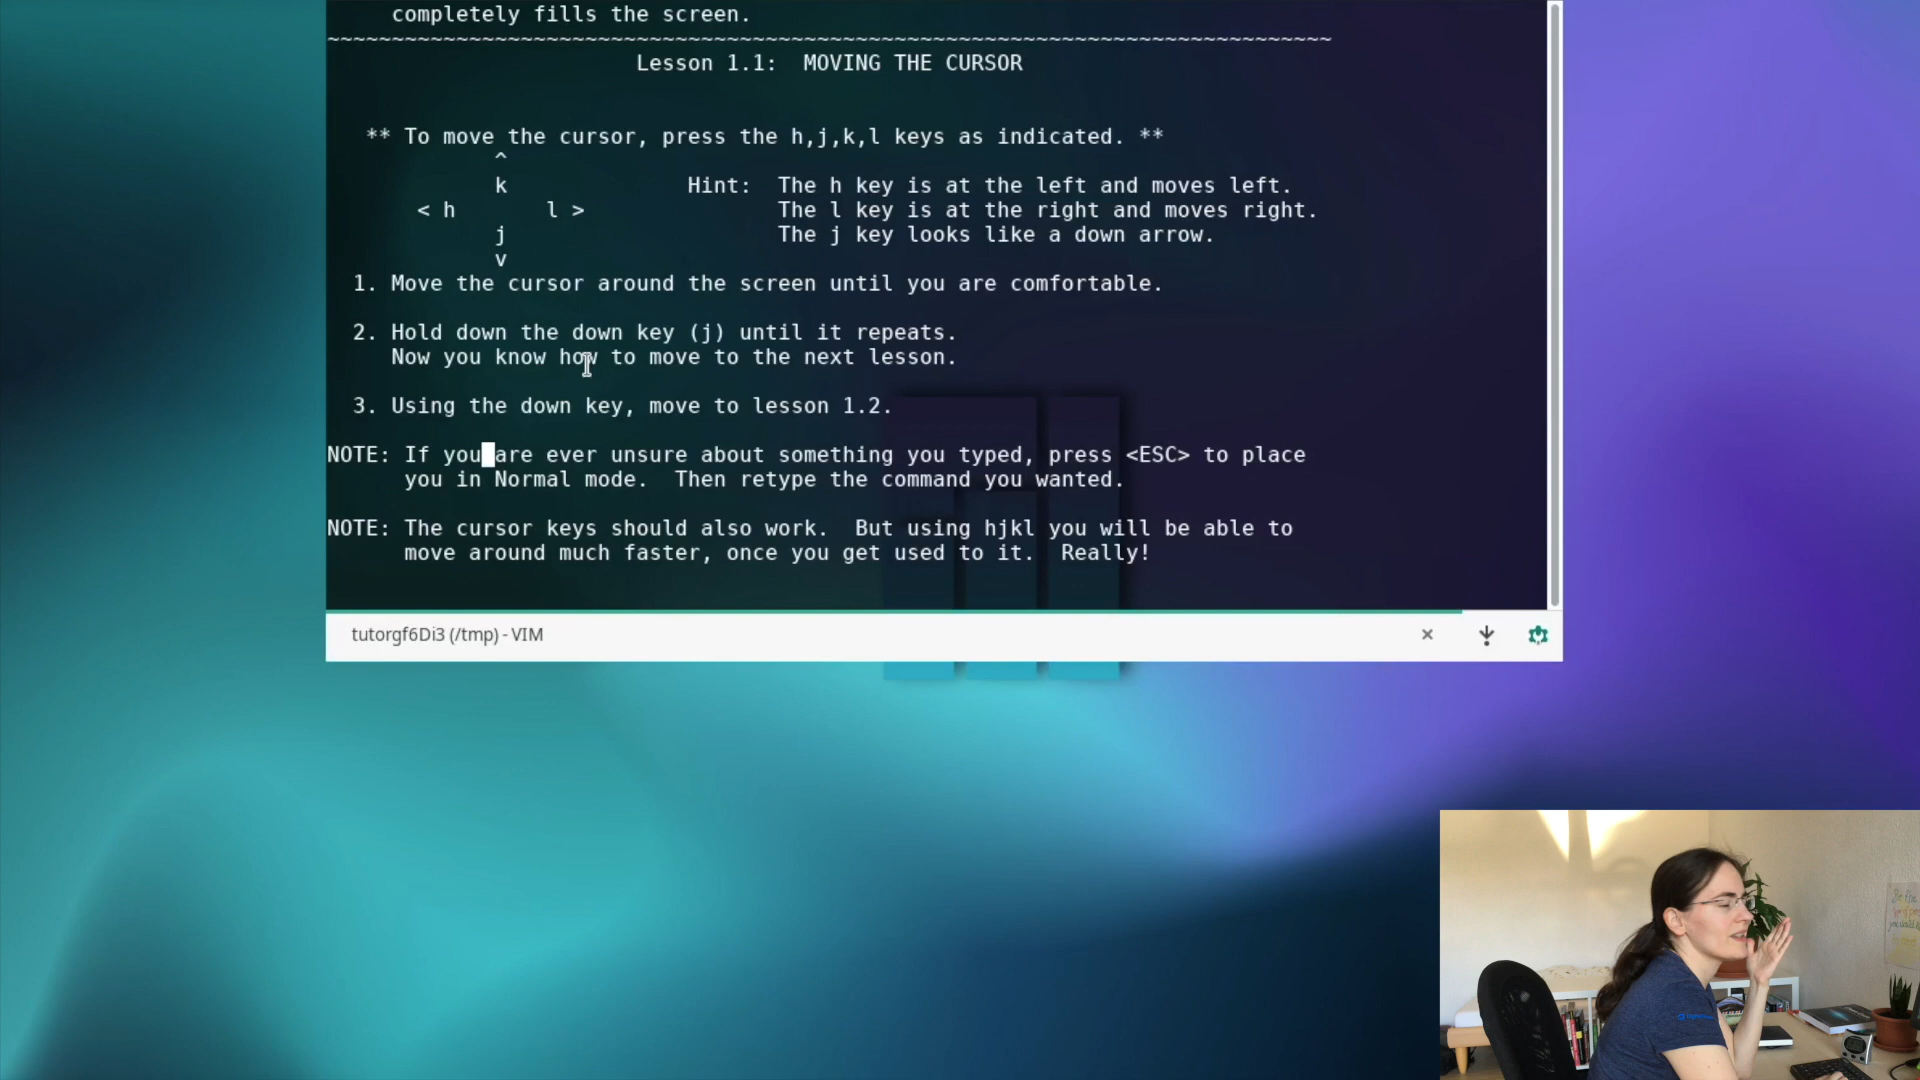 completely fills the screen.
~~~~~~~~~~~~~~~~~~~~~~~~~~~~~~~~~~~~~~~~~~~~~~~~~~~~~~~~~~~~~~~~~~~~~~~~~~~~~~
Lesson 1.1:  MOVING THE CURSOR
** To move the cursor, press the h,j,k,l keys as indicated. **
^
k              Hint:  The h key is at the left and moves left.
< h       l >               The l key is at the right and moves right.
j                     The j key looks like a down arrow.
v
1. Move the cursor around the screen until you are comfortable.
2. Hold down the down key (j) until it repeats.
Now you know how to move to the next lesson.
3. Using the down key, move to lesson 1.2.
NOTE: If you are ever unsure about something you typed, press <ESC> to place
you in Normal mode.  Then retype the command you wanted.
NOTE: The cursor keys should also work.  But using hjkl you will be able to
move around much faster, once you get used to it.  Really!
tutorgf6Di3 (/tmp) - VIM